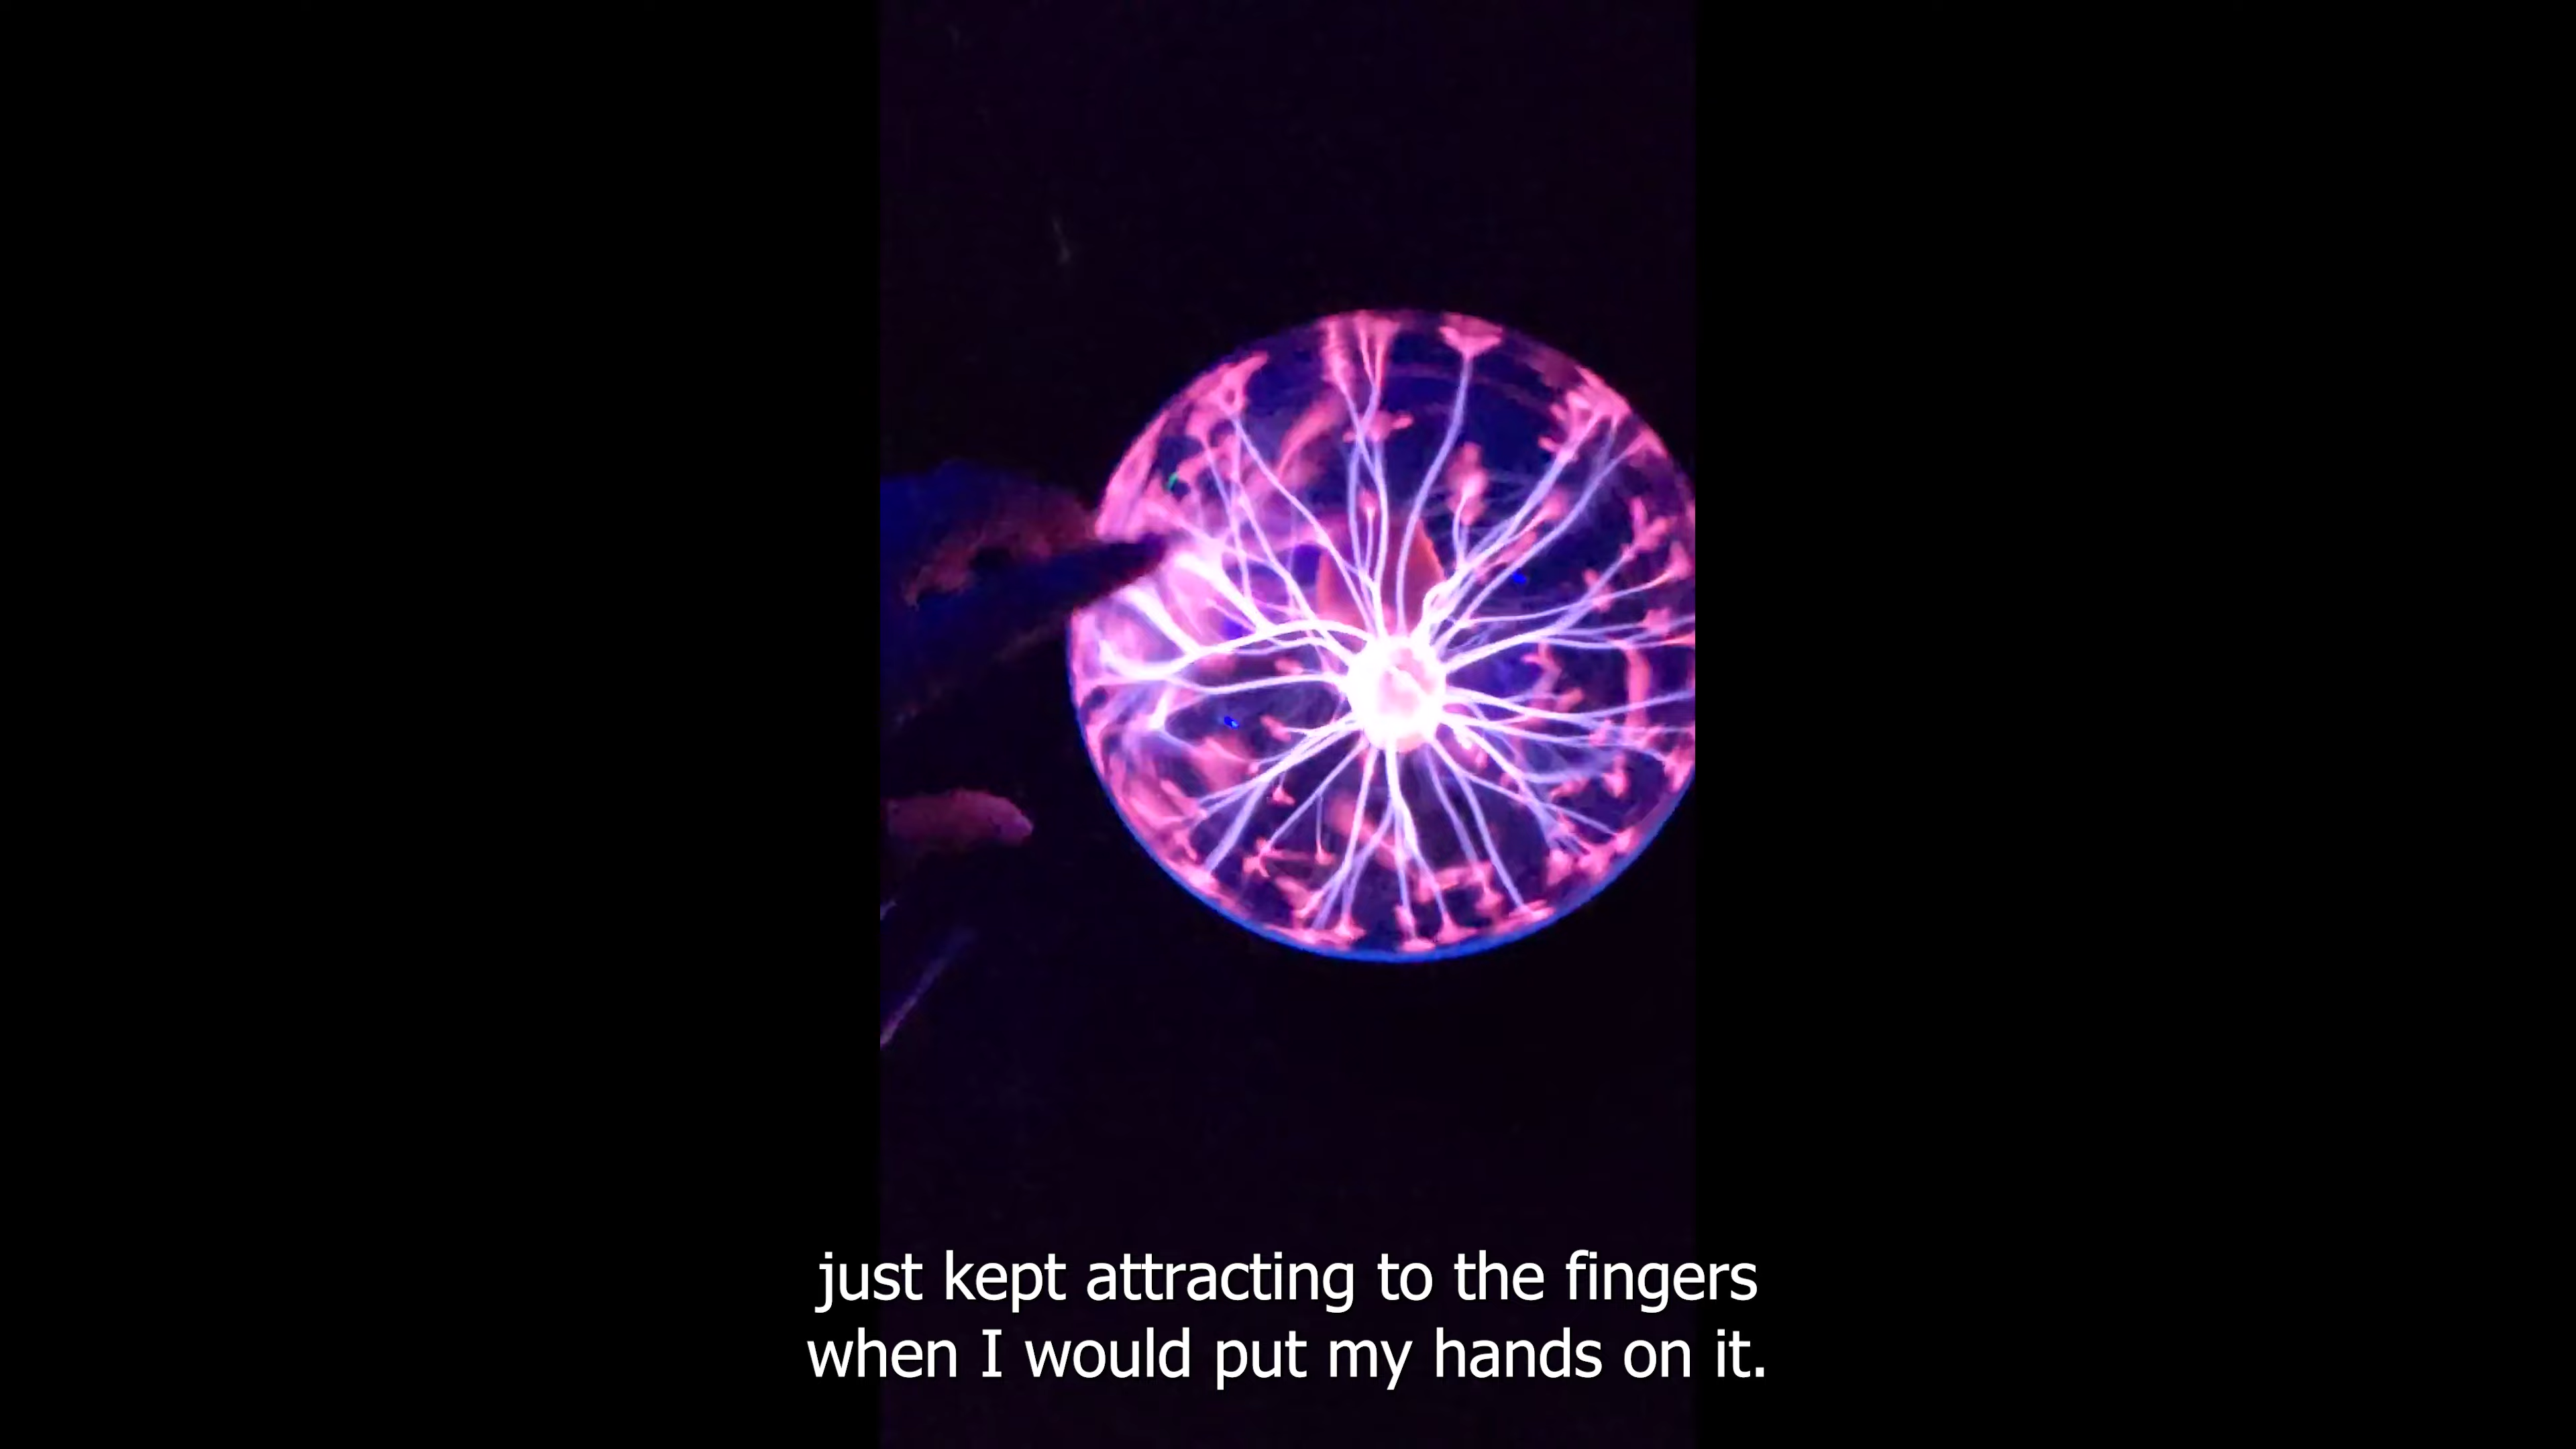 just kept attracting to the fingers
when I would put my hands on it.